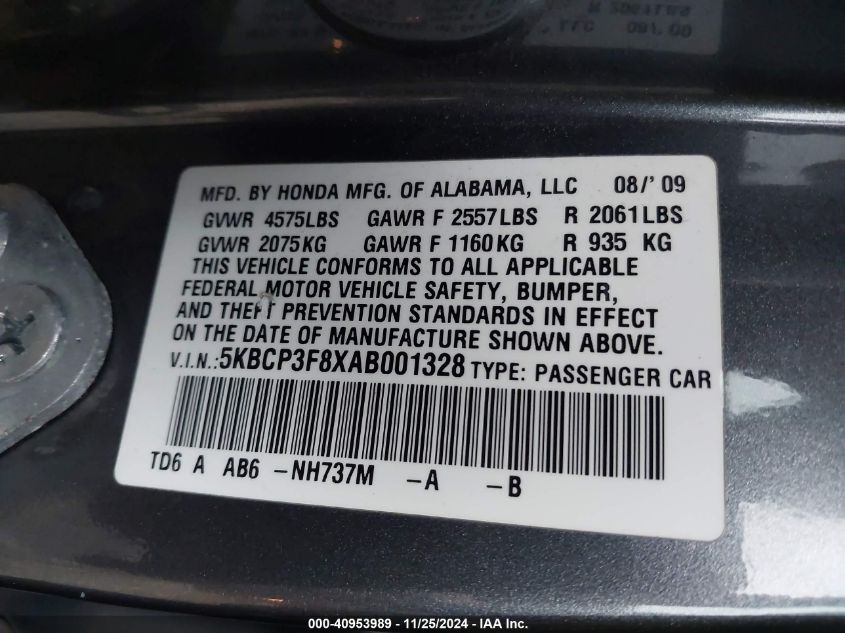 MFD. BY HONDA MFG. OF ALABAMA, LLC 08/'09
GVWR 4575LBS GAWR F 2557LBS R 2061LBS
GVWR 2075KG GAWR F 1160KG R 935 KG
THIS VEHICLE CONFORMS TO ALL APPLICABLE
FEDERAL MOTOR VEHICLE SAFETY, BUMPER,
AND THEFT PREVENTION STANDARDS IN EFFECT
ON THE DATE OF MANUFACTURE SHOWN ABOVE.
V.I.N.:5KBCP3F8XAB001328 TYPE: PASSENGER CAR
TD6 A AB6 -NH737M -A -B
000-40953989 - 11/25/2024 - IAA Inc.